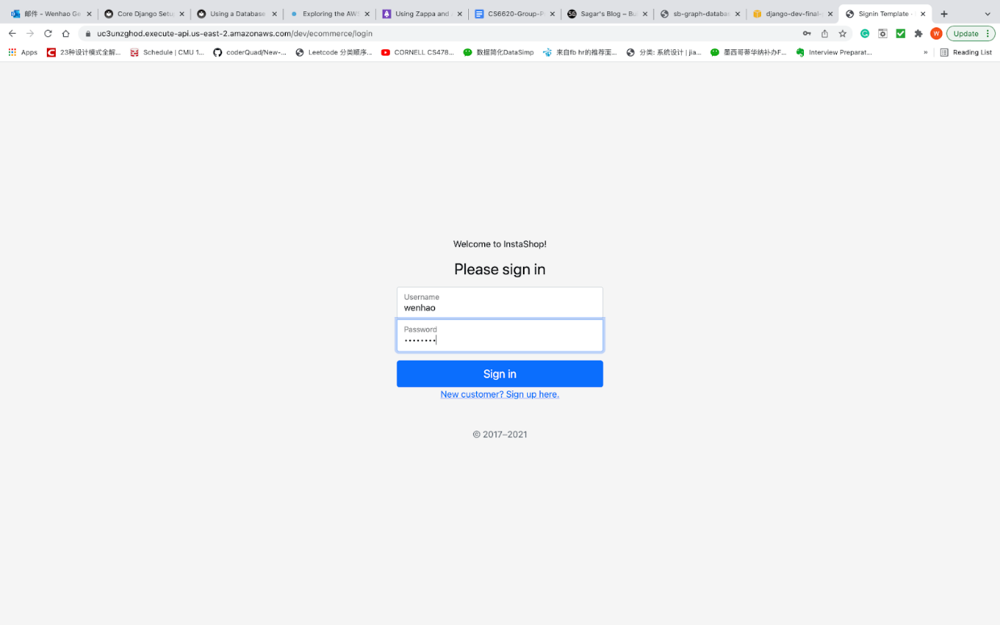 邮件 - Wenhao Ge
Core Django Setu
Using a Database
Exploring the AWS
Using Zappa and
CS6620-Group-P
Sagar's Blog – Bu
sb-graph-databas
django-dev-final-
Signin Template -
uc3unzghod.execute-api.us-east-2.amazonaws.com/dev/ecommerce/login
W
Update
Apps
23种设计模式全解...
Schedule | CMU 1...
coderQuad/New-...
Leetcode 分类顺序...
CORNELL CS478...
数据简化DataSimp
来自fb hr的推荐面...
分类: 系统设计 | jia...
墨西哥蒂华纳补办F...
Interview Preparat...
»
Reading List
Welcome to InstaShop!
Please sign in
Username
wenhao
Password
••••••••
Sign in
New customer? Sign up here.
© 2017–2021